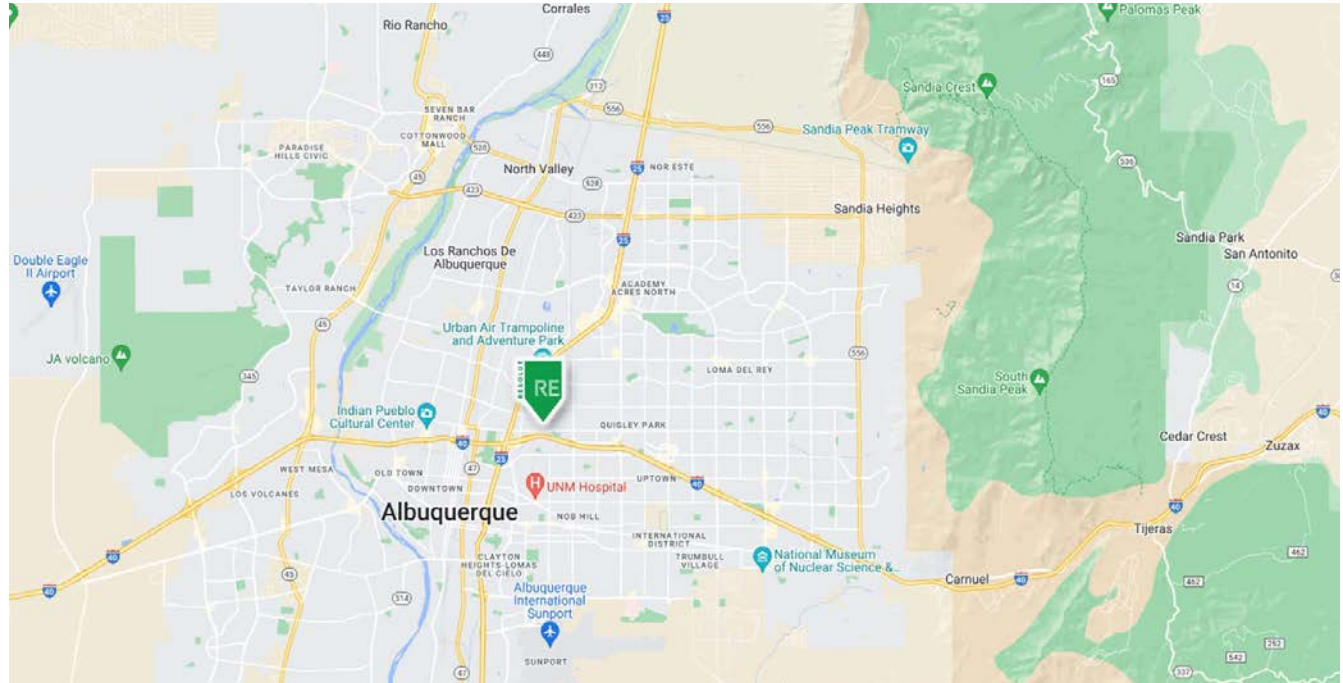 Corrales
Rio Rancho
25
Palomas Peak
448
165
Sandia Crest
313
556
SEVEN BAR
RANCH
556
556
Sandia Peak Tramway
COTTONWOOD
MALL
PARADISE
HILLS CIVIC
528
536
North Valley
25
NOR ESTE
45
528
423
423
Sandia Heights
25
Sandia Park
San Antonito
Los Ranchos De
Albuquerque
Double Eagle
II Airport
14
TAYLOR RANCH
ACADEMY
ACRES NORTH
45
Urban Air Trampoline
and Adventure Park
556
JA volcano
LOMA DEL REY
345
RESOLUT
RE
South
Sandia Peak
Indian Pueblo
Cultural Center
40
QUIGLEY PARK
40
40
25
Cedar Crest
Zuzax
WEST MESA
OLD TOWN
47
UPTOWN
LOS VOLCANES
DOWNTOWN
UNM Hospital
40
40
Albuquerque
NOB HILL
Tijeras
INTERNATIONAL
DISTRICT
462
40
CLAYTON
HEIGHTS-LOMAS
DEL CIELO
TRUMBULL
VILLAGE
National Museum
of Nuclear Science &...
45
Carnuel
40
462
462
40
314
Albuquerque
International
Sunport
252
542
SUNPORT
47
337